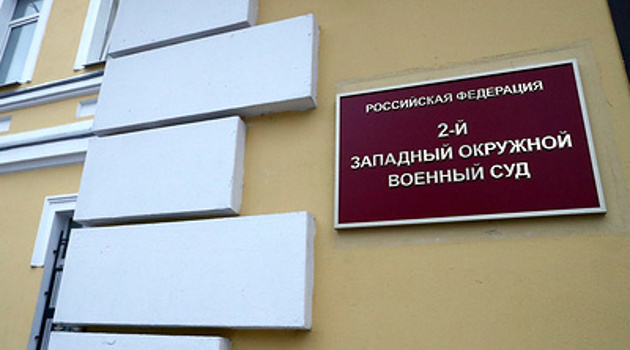 РОССИЙСКАЯ ФЕДЕРАЦИЯ
2-Й
ЗАПАДНЫЙ ОКРУЖНОЙ
ВОЕННЫЙ СУД